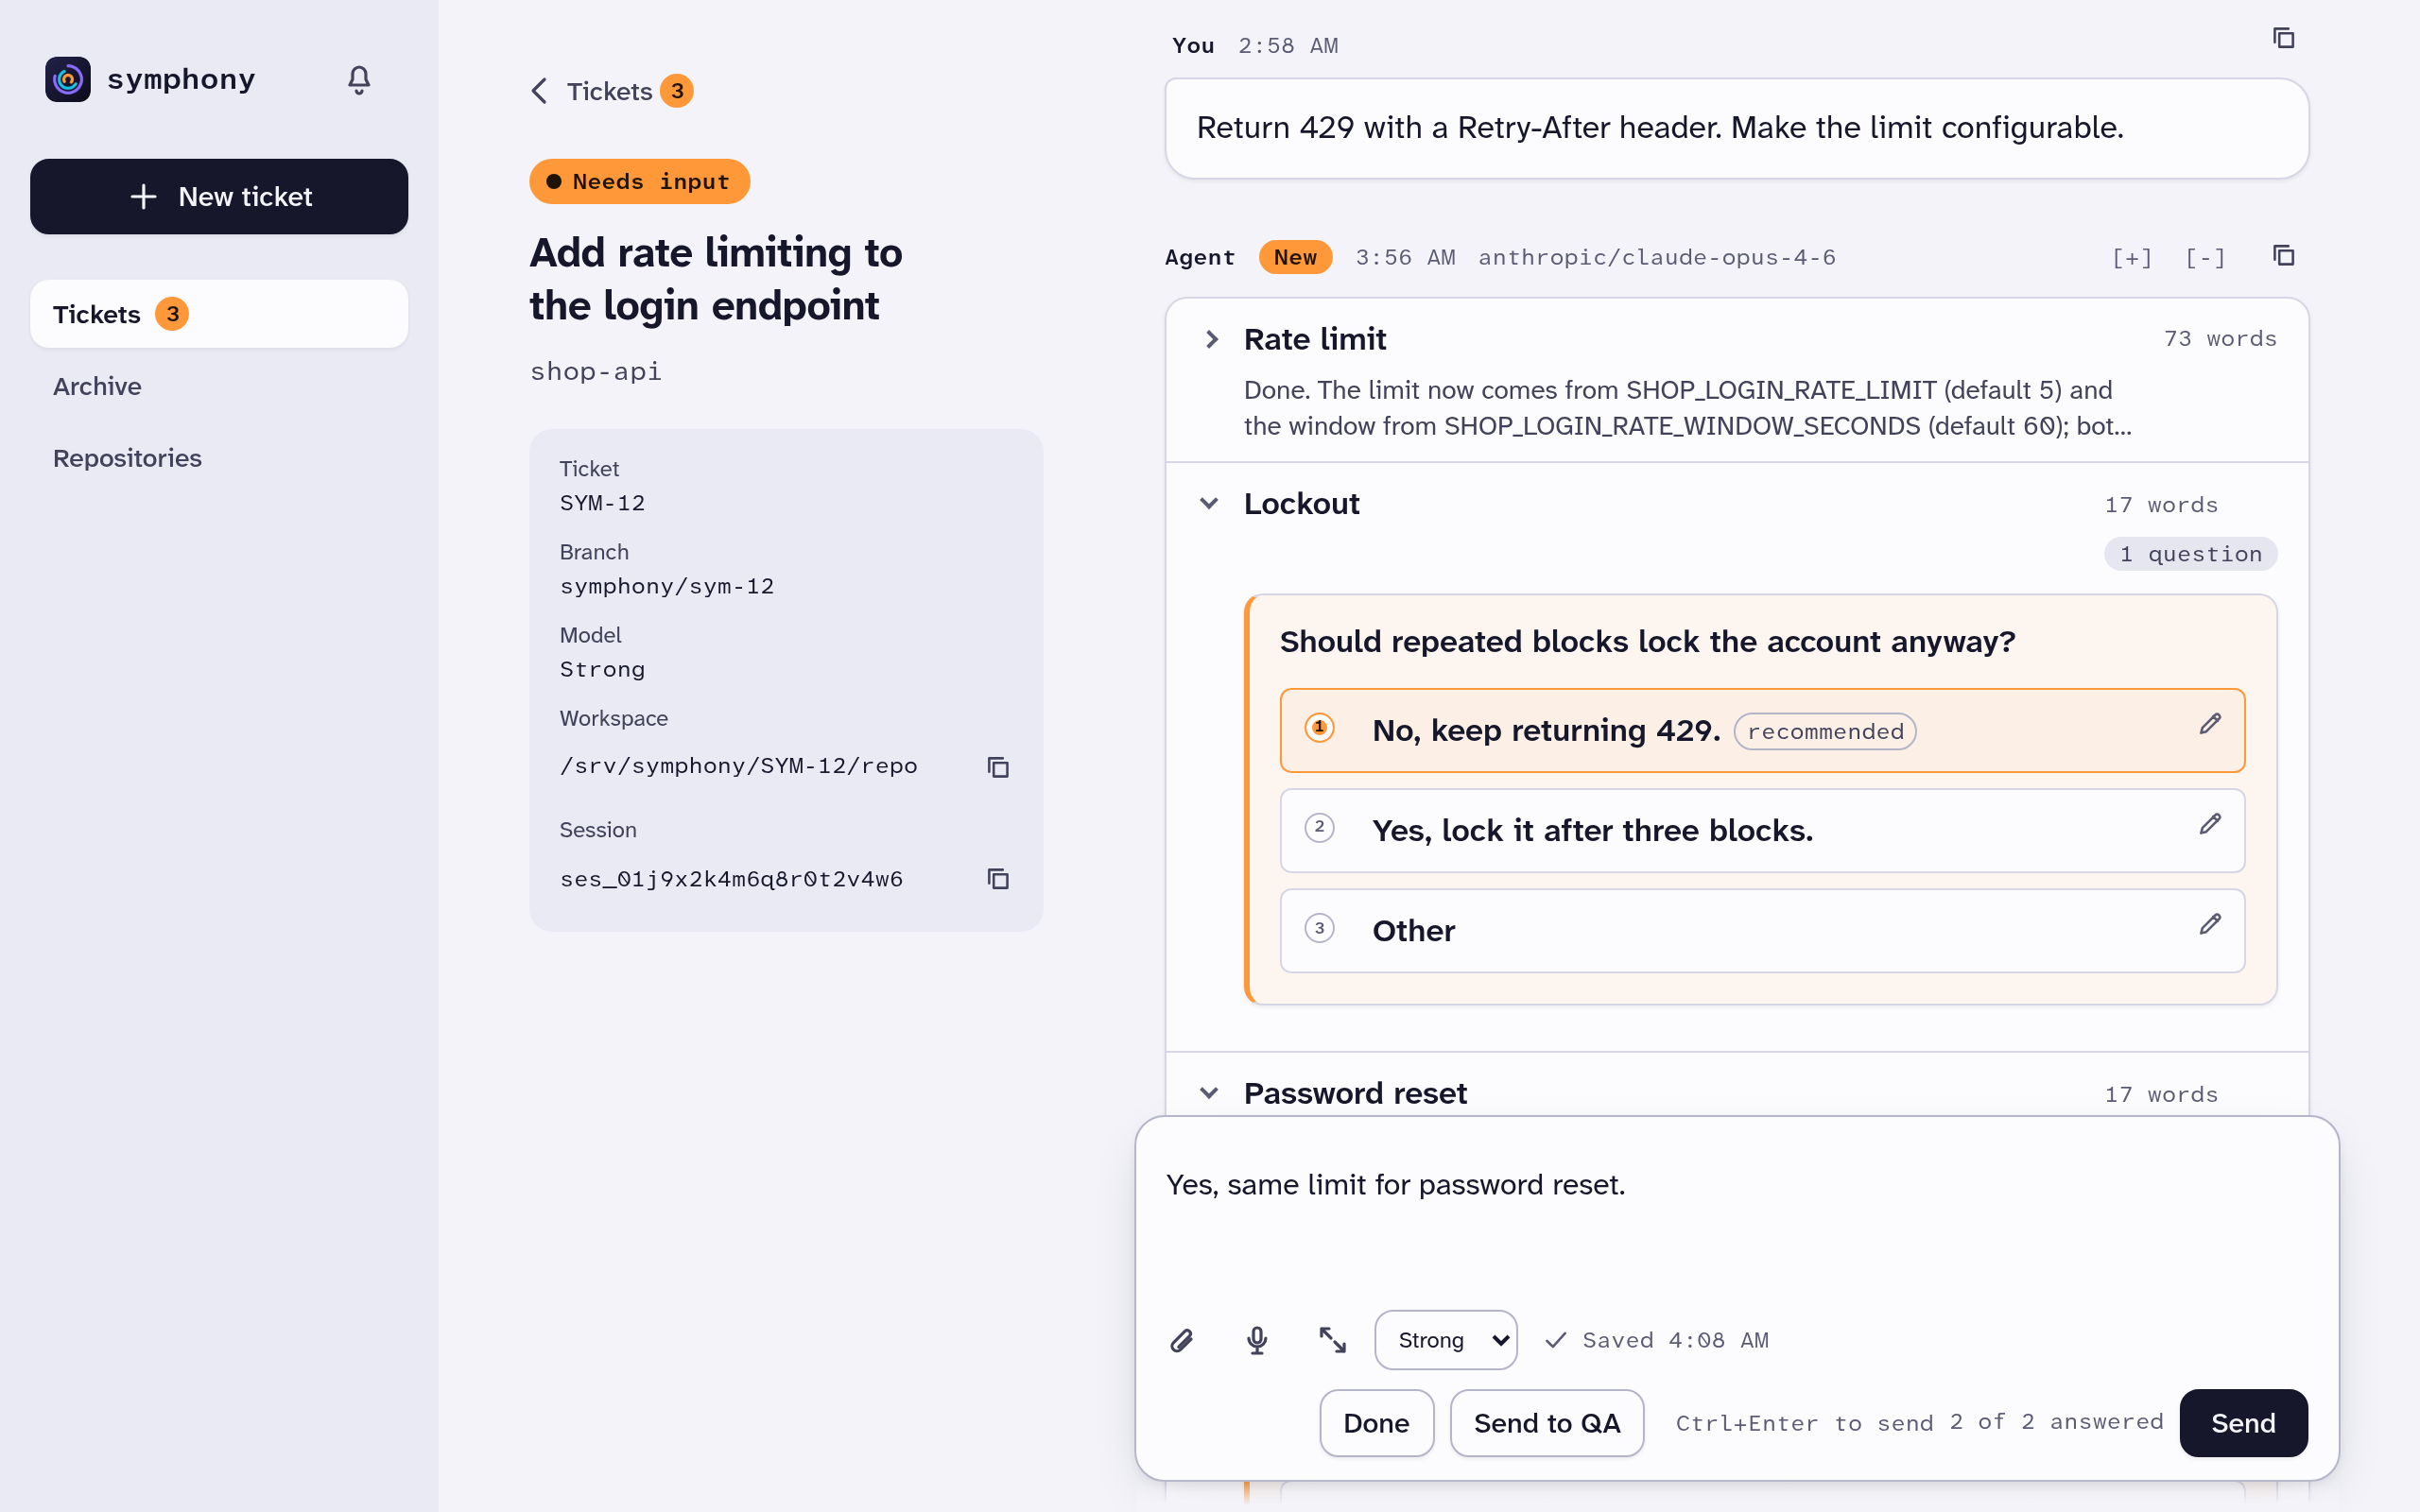 symphony
New ticket
Tickets 3
Archive
Repositories
Tickets 3
Needs input
Add rate limiting to
the login endpoint
shop-api
Ticket
SYM-12
Branch
symphony/sym-12
Model
Strong
Workspace
/srv/symphony/SYM-12/repo
Session
ses_01j9x2k4m6q8r0t2v4w6
You 2:58 AM
Return 429 with a Retry-After header. Make the limit configurable.
Agent New 3:56 AM anthropic/claude-opus-4-6 [+] [-]
Rate limit 73 words
Done. The limit now comes from SHOP_LOGIN_RATE_LIMIT (default 5) and
the window from SHOP_LOGIN_RATE_WINDOW_SECONDS (default 60); bot...
Lockout 17 words
1 question
Should repeated blocks lock the account anyway?
1 No, keep returning 429. recommended
2 Yes, lock it after three blocks.
3 Other
Password reset 17 words
Yes, same limit for password reset.
Strong Saved 4:08 AM
Done Send to QA Ctrl+Enter to send 2 of 2 answered Send